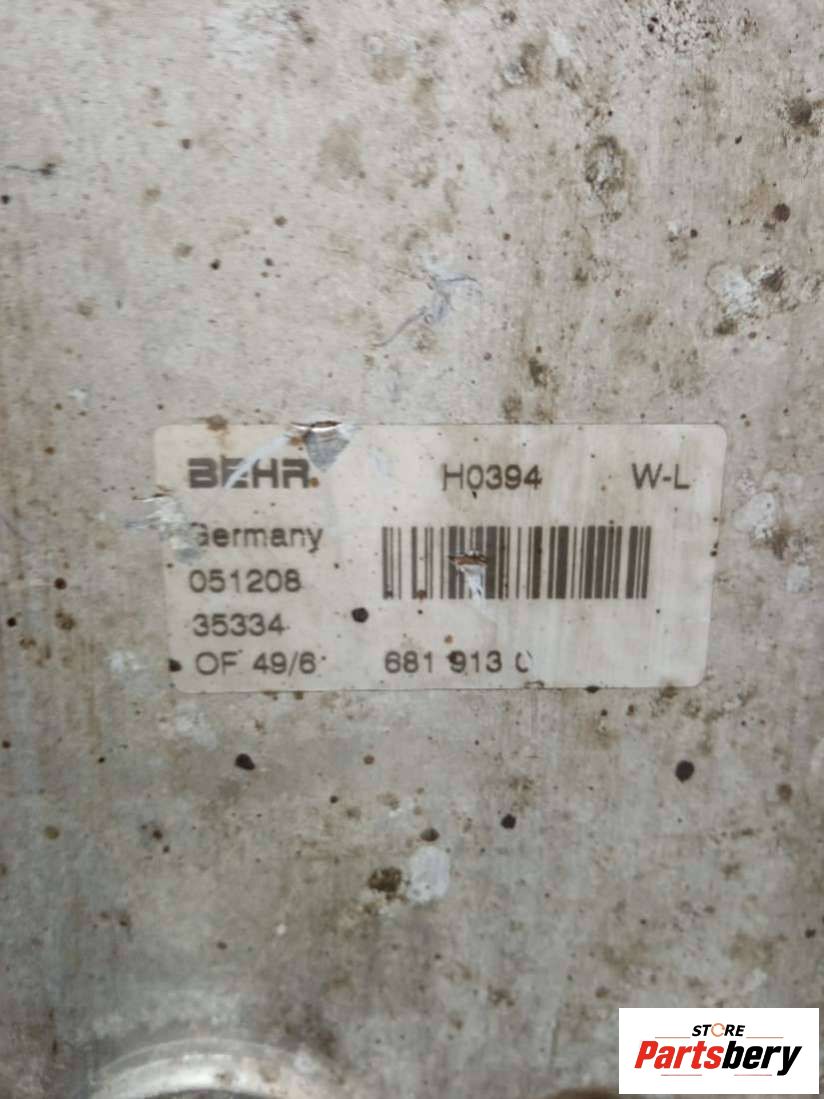 BEHR H0394 W-L
Germany
051208
35334
OF 49/6 681 913
STORE
Partsbery